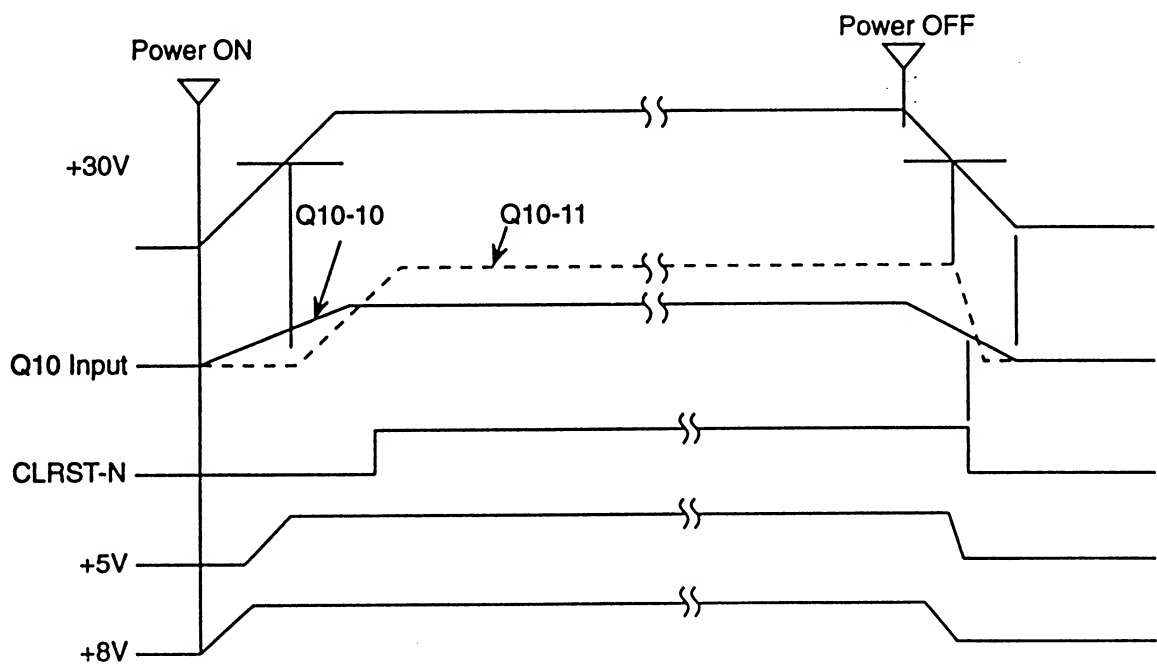 Power ON
Power OFF
+30V
Q10-10
Q10-11
Q10 Input
CLRST-N
+5V
+8V